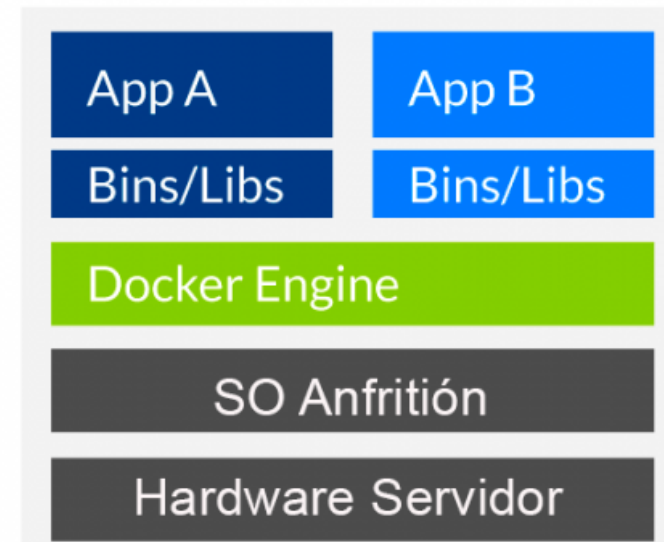 App A
App B
Bins/Libs
Bins/Libs
Docker Engine
SO Anfritión
Hardware Servidor